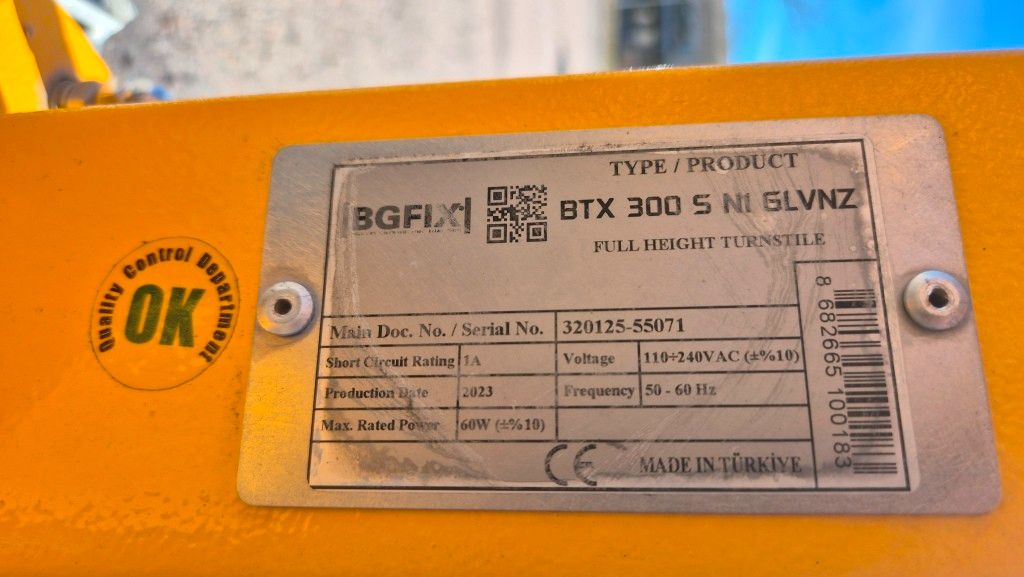 TYPE / PRODUCT
BGFIX
BTX 300 S N1 GLVNZ
FULL HEIGHT TURNSTILE
Main Doc. No. / Serial No. 320125-55071
Short Circuit Rating 1A Voltage 110÷240VAC (±%10)
Production Date 2023 Frequency 50 - 60 Hz
Max. Rated Power 60W (±%10)
CE MADE IN TÜRKİYE
8 682665 100183
Quality Control Department
OK